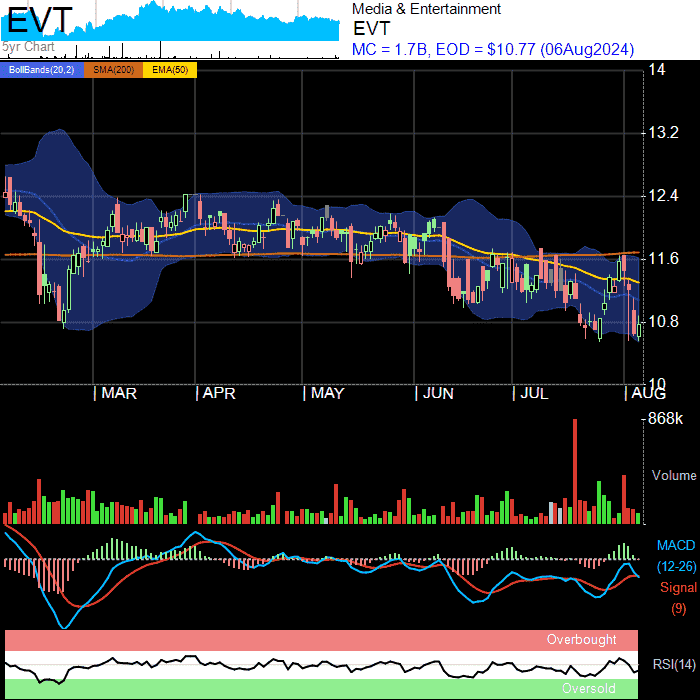 EVT
5yr Chart
Media & Entertainment
EVT
MC = 1.7B, EOD = $10.77 (06Aug2024)
BollBands(20,2) SMA(200) EMA(50)
14
13.2
12.4
11.6
10.8
10
| MAR | APR | MAY | JUN | JUL | AUG
868k
Volume
MACD
(12-26)
Signal
(9)
Overbought
RSI(14)
Oversold